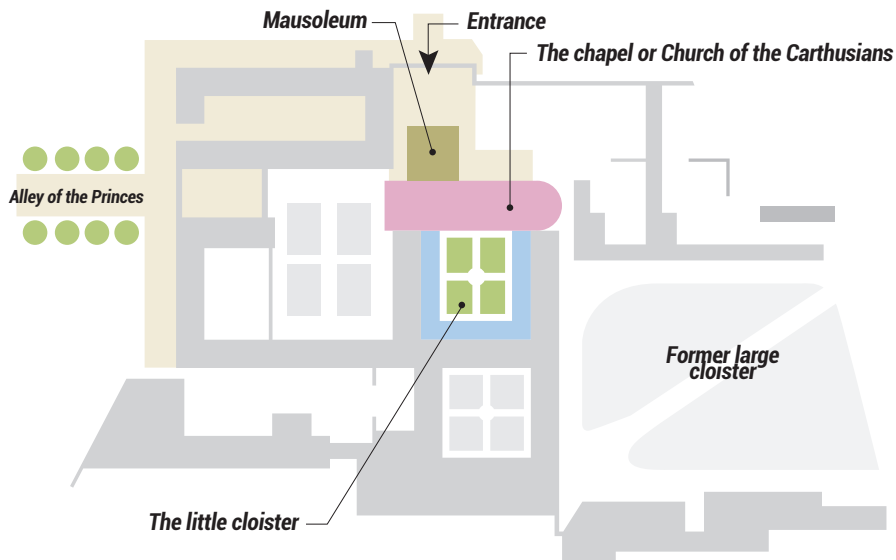 Mausoleum
Entrance
The chapel or Church of the Carthusians
Alley of the Princes
Former large
cloister
The little cloister